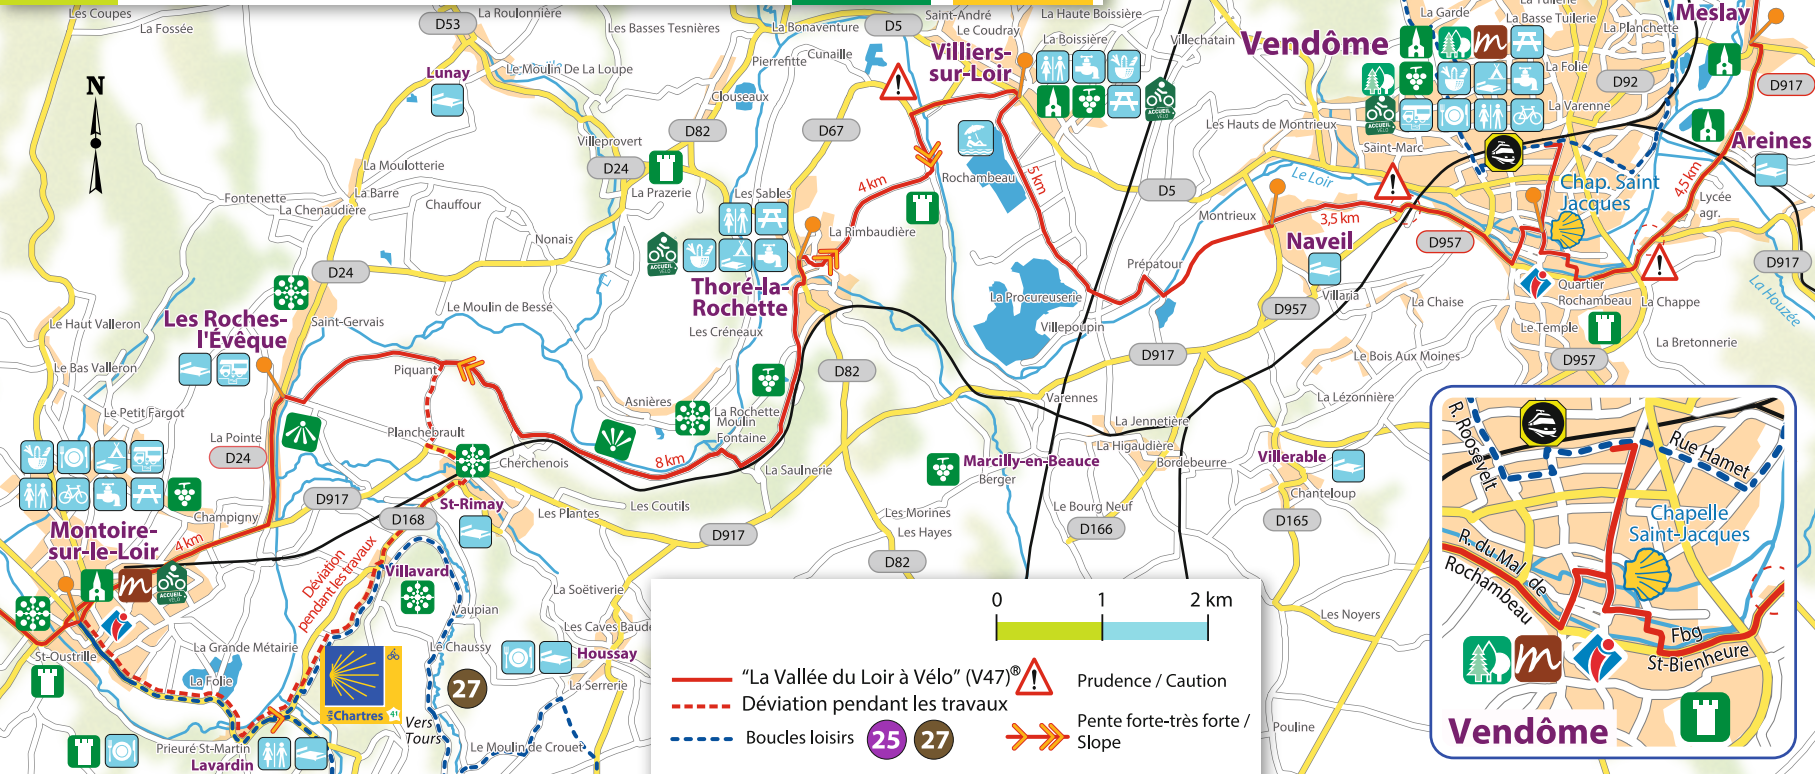 Les Coupes
La Fossée
D53
La Roulonnière
Les Basses Tesnières
La Bonaventure
D5
Saint-André
Le Coudray
La Haute Boissière
La Boissière
Villechatain
La Garde
La Tuilerie
La Basse Tuilerie
La Planchette
Meslay
Lunay
Le Moulin De La Loupe
Pierrefitte
Cunaille
Villiers-
sur-Loir
Vendôme
La Folie
D92
D917
N
Clouseaux
D82
D67
ACCUEIL
VÉLO
La Varenne
Les Hauts de Montrieux
ACCUEIL
VÉLO
Areines
Villeprovert
D24
La Moulotterie
La Prazerie
Les Sables
4 km
Rochambeau
5 km
D5
Saint-Marc
Le Loir
Chap. Saint
Jacques
4,5 km
Lycée
agr.
Fontenette
La Barre
La Chenaudière
Chauffour
Nonais
La Rimbaudière
Montrieux
3,5 km
D957
Naveil
D24
ACCUEIL
VÉLO
Thoré-la-
Rochette
Prépatour
D917
La Houzée
Le Loir
Le Moulin de Bessé
La Procureuserie
Villaria
D957
La Chaise
Quartier
Rochambeau
La Chappe
Le Haut Valleron
Les Roches-
l'Évêque
Saint-Gervais
Les Créneaux
Villepoupin
Le Temple
La Bretonnerie
Le Bas Valleron
Piquant
D82
D917
Le Bois Aux Moines
D957
Le Petit Fargot
Asnières
La Rochette
Moulin
Fontaine
Varennes
La Lézonnière
La Jennetière
La Pointe
D24
Planchebrault
Cherchenois
8 km
La Saulnerie
Marcilly-en-Beauce
Berger
La Higaudière
Bordebeurre
Villerable
Chanteloup
R. Roosevelt
Rue Hamet
D917
St-Rimay
Les Plantes
Les Coutils
Champigny
D168
Les Morines
Les Hayes
Le Bourg Neuf
D166
D165
Chapelle
Saint-Jacques
Montoire-
sur-le-Loir
4 km
D917
D82
R. du Mal. de
Rochambeau
Déviation
pendant les travaux
Villavard
ACCUEIL
VÉLO
La Soëtiverie
Vaupian
Les Caves Baude
Les Noyers
Fbg
St-Bienheure
St-Oustrille
La Grande Métairie
Le Chaussy
Houssay
La Serrerie
La Folie
VIA
Chartres
41
27
Vers
Tours
Le Moulin de Crouet
Pouline
Prieuré St-Martin
Lavardin
Vendôme
0 1 2 km
“La Vallée du Loir à Vélo” (V47)®
Prudence / Caution
Déviation pendant les travaux
Boucles loisirs 25 27
Pente forte-très forte /
Slope